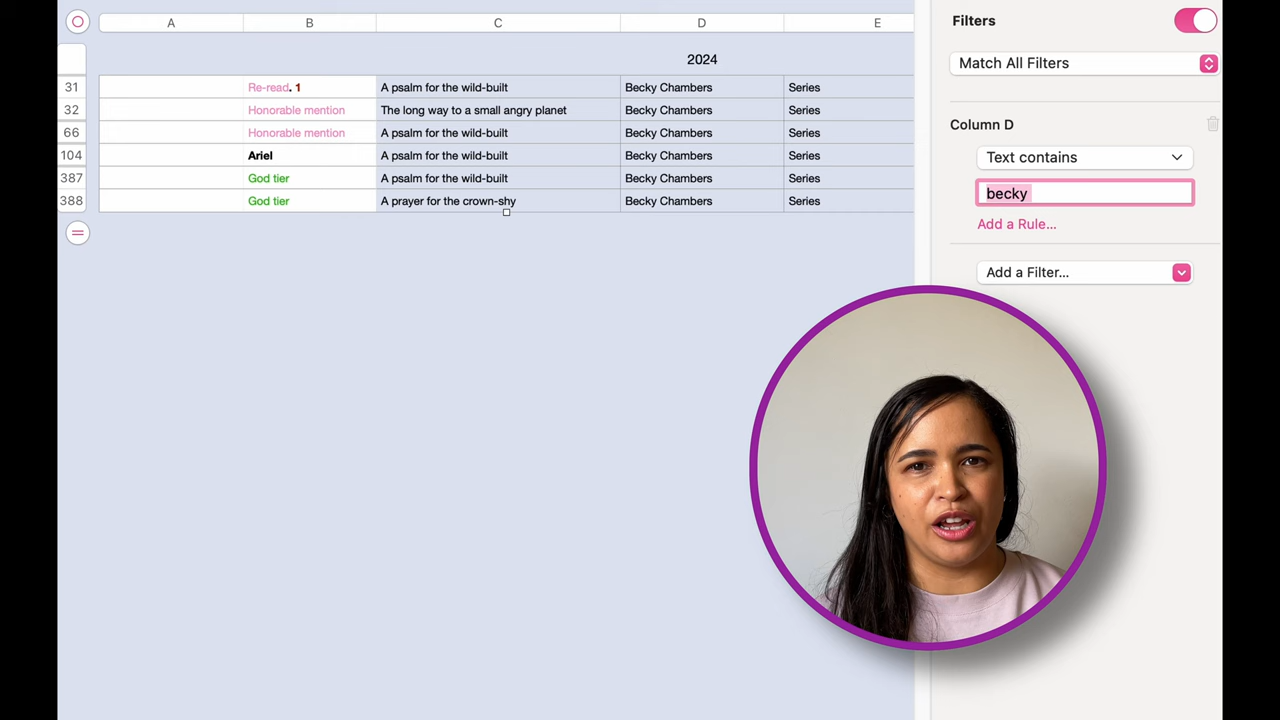 A B C D E
2024
31 Re-read. 1 A psalm for the wild-built Becky Chambers Series
32 Honorable mention The long way to a small angry planet Becky Chambers Series
66 Honorable mention A psalm for the wild-built Becky Chambers Series
104 Ariel A psalm for the wild-built Becky Chambers Series
387 God tier A psalm for the wild-built Becky Chambers Series
388 God tier A prayer for the crown-shy Becky Chambers Series
Filters
Match All Filters
Column D
Text contains
becky
Add a Rule...
Add a Filter...